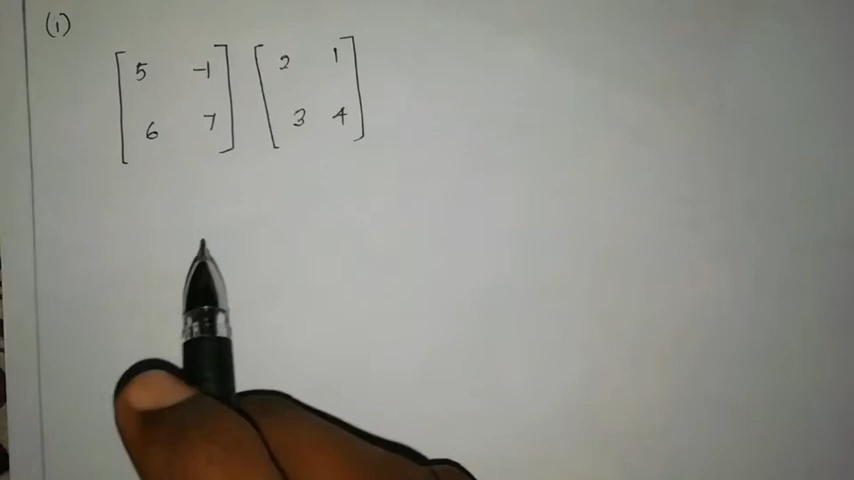 (1)
[ 5 -1 ] [ 2 1 ]
[ 6 7 ] [ 3 4 ]